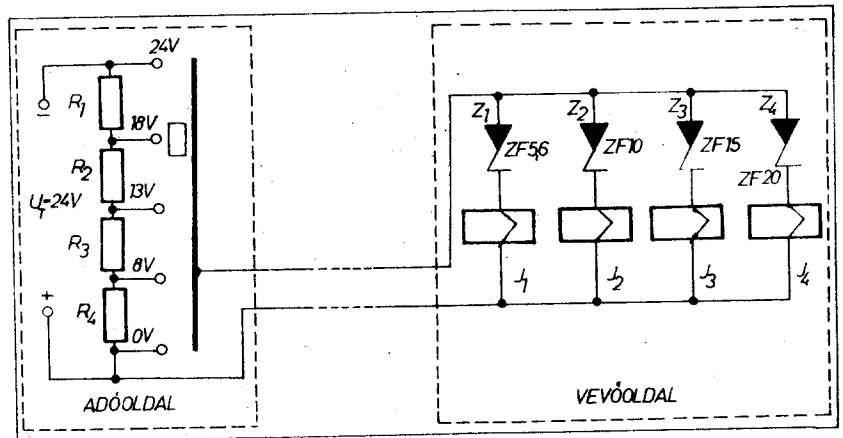 24V
R1
18V
R2
UT=24V
13V
R3
8V
+
R4
0V
ADÓOLDAL
Z1
Z2
Z3
Z4
ZF5,6
ZF10
ZF15
ZF20
J1
J2
J3
J4
VEVŐOLDAL